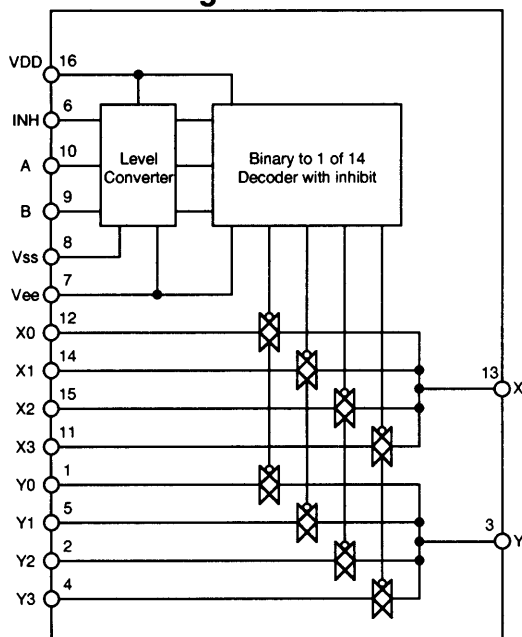 VDD 16
INH 6
A 10
B 9
Vss 8
Vee 7
Level
Converter
Binary to 1 of 14
Decoder with inhibit
X0 12
X1 14
X2 15
X3 11
13 X
Y0 1
Y1 5
Y2 2
Y3 4
3 Y